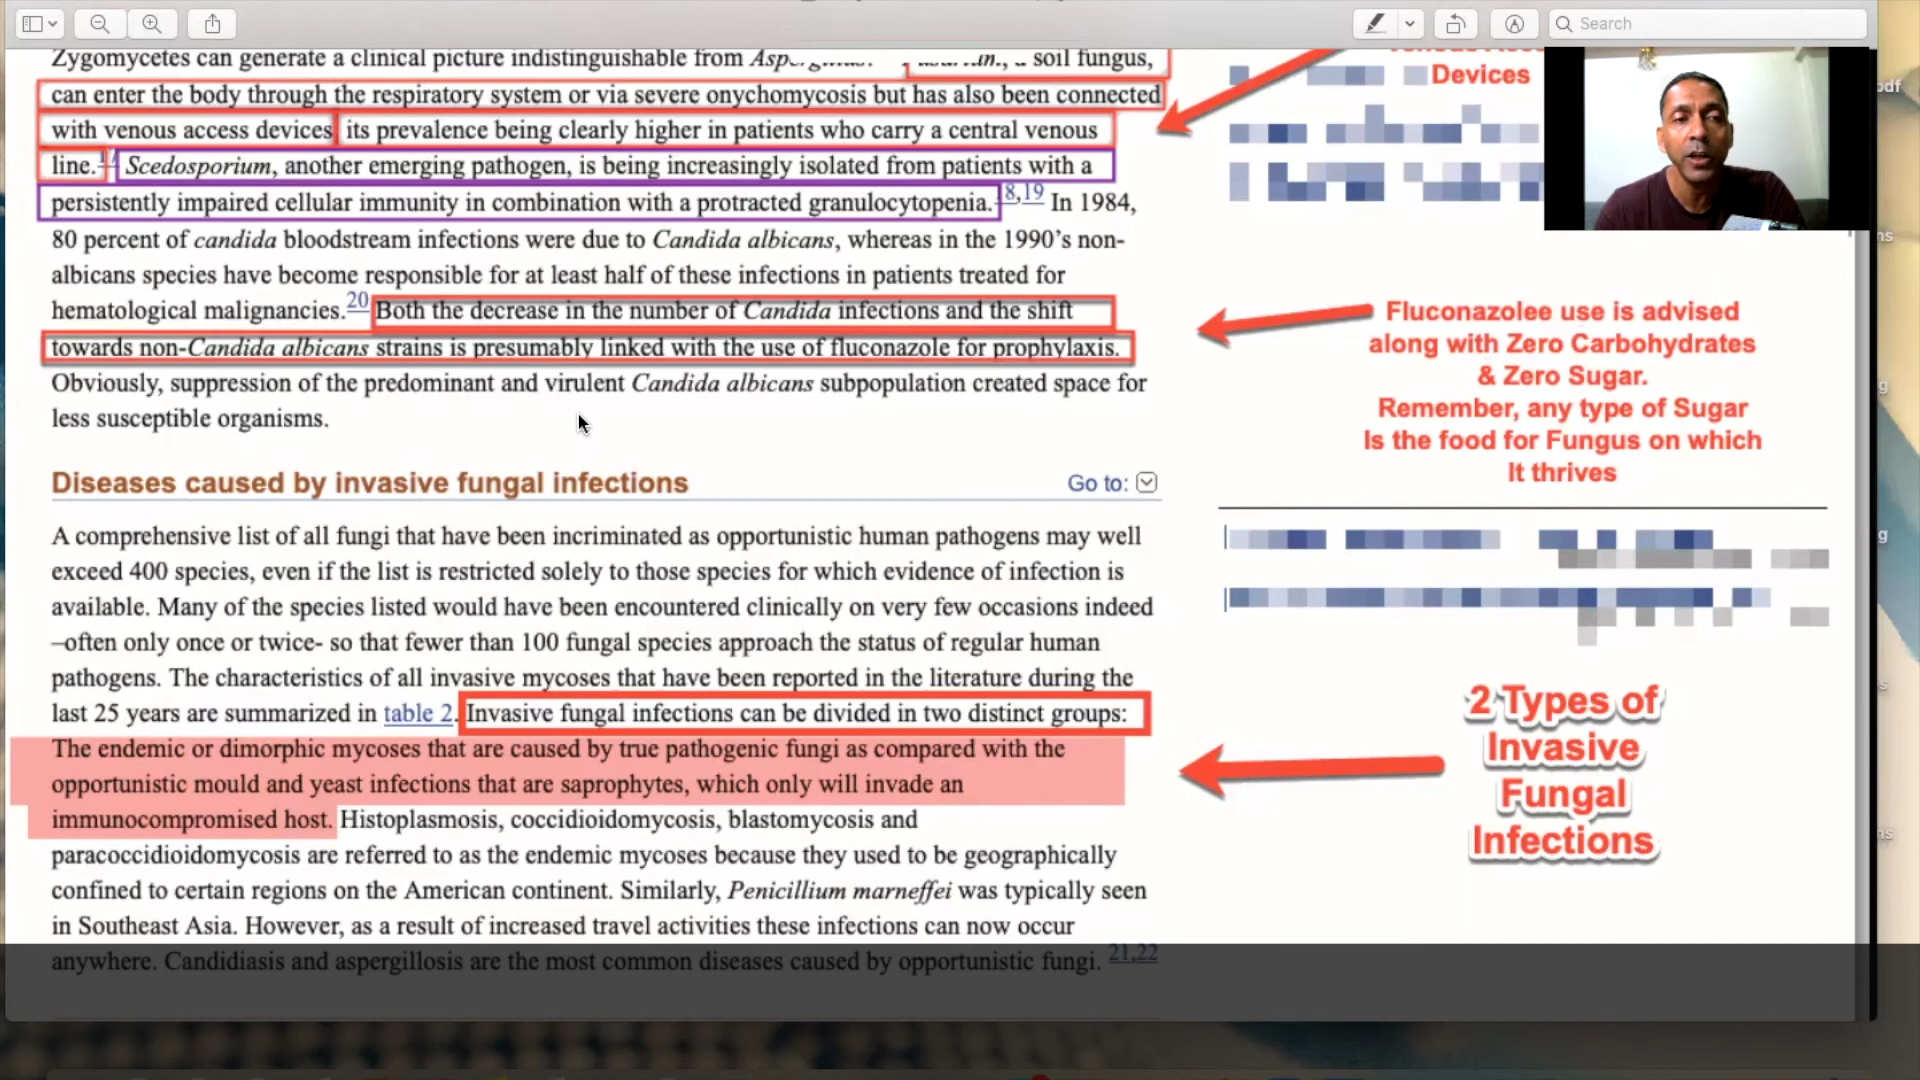 Search
Zygomycetes can generate a clinical picture indistinguishable from
soil fungus,
can enter the body through the respiratory system or via severe onychomycosis but has also been connected
with venous access devices its prevalence being clearly higher in patients who carry a central venous
line. Scedosporium, another emerging pathogen, is being increasingly isolated from patients with a
persistently impaired cellular immunity in combination with a protracted granulocytopenia. 8,19 In 1984,
80 percent of candida bloodstream infections were due to Candida albicans, whereas in the 1990's non-
albicans species have become responsible for at least half of these infections in patients treated for
hematological malignancies.20 Both the decrease in the number of Candida infections and the shift
towards non-Candida albicans strains is presumably linked with the use of fluconazole for prophylaxis.
Obviously, suppression of the predominant and virulent Candida albicans subpopulation created space for
less susceptible organisms.
Diseases caused by invasive fungal infections
Go to:
A comprehensive list of all fungi that have been incriminated as opportunistic human pathogens may well
exceed 400 species, even if the list is restricted solely to those species for which evidence of infection is
available. Many of the species listed would have been encountered clinically on very few occasions indeed
–often only once or twice- so that fewer than 100 fungal species approach the status of regular human
pathogens. The characteristics of all invasive mycoses that have been reported in the literature during the
last 25 years are summarized in table 2. Invasive fungal infections can be divided in two distinct groups:
The endemic or dimorphic mycoses that are caused by true pathogenic fungi as compared with the
opportunistic mould and yeast infections that are saprophytes, which only will invade an
immunocompromised host. Histoplasmosis, coccidioidomycosis, blastomycosis and
paracoccidioidomycosis are referred to as the endemic mycoses because they used to be geographically
confined to certain regions on the American continent. Similarly, Penicillium marneffei was typically seen
in Southeast Asia. However, as a result of increased travel activities these infections can now occur
anywhere. Candidiasis and aspergillosis are the most common diseases caused by opportunistic fungi. 21,22
Devices
Fluconazolee use is advised
along with Zero Carbohydrates
& Zero Sugar.
Remember, any type of Sugar
Is the food for Fungus on which
It thrives
2 Types of
Invasive
Fungal
Infections